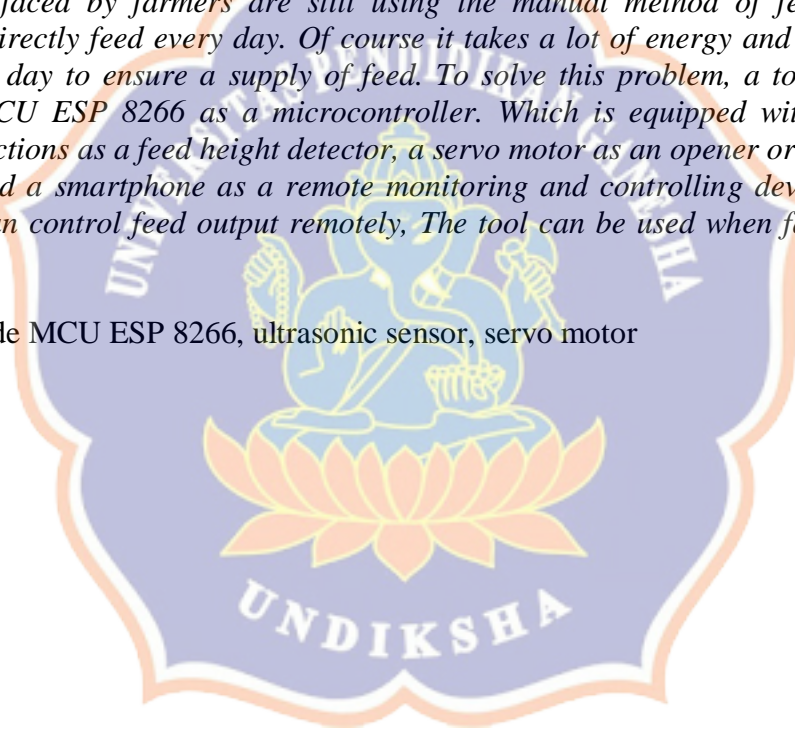 faced by farmers are still using the manual method of fe
irectly feed every day. Of course it takes a lot of energy and
day to ensure a supply of feed. To solve this problem, a to
CU ESP 8266 as a microcontroller. Which is equipped wit
ctions as a feed height detector, a servo motor as an opener or
d a smartphone as a remote monitoring and controlling dev
n control feed output remotely, The tool can be used when f
de MCU ESP 8266, ultrasonic sensor, servo motor
UNIVERSITAS PENDIDIKAN GANESHA
UNDIKSHA